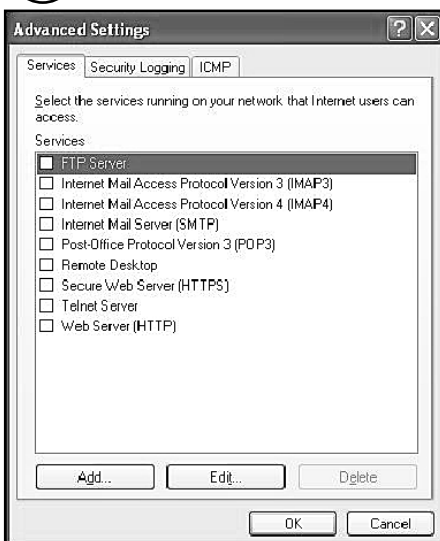 Advanced Settings
Services Security Logging ICMP
Select the services running on your network that Internet users can
access.
Services
FTP Server
Internet Mail Access Protocol Version 3 (IMAP3)
Internet Mail Access Protocol Version 4 (IMAP4)
Internet Mail Server (SMTP)
Post-Office Protocol Version 3 (POP3)
Remote Desktop
Secure Web Server (HTTPS)
Telnet Server
Web Server (HTTP)
Add... Edit... Delete
OK Cancel